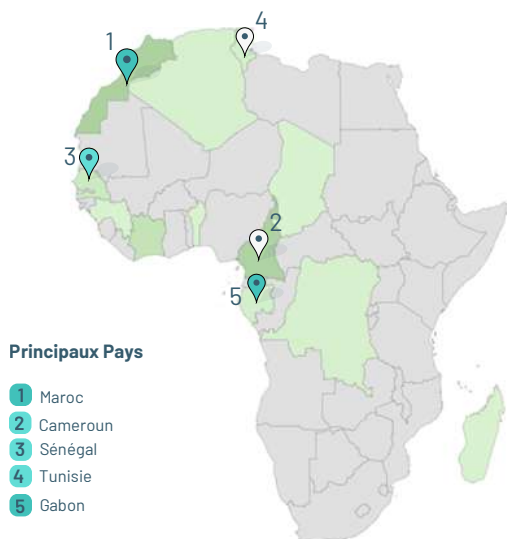 4
1
3
2
5
Principaux Pays
1 Maroc
2 Cameroun
3 Sénégal
4 Tunisie
5 Gabon